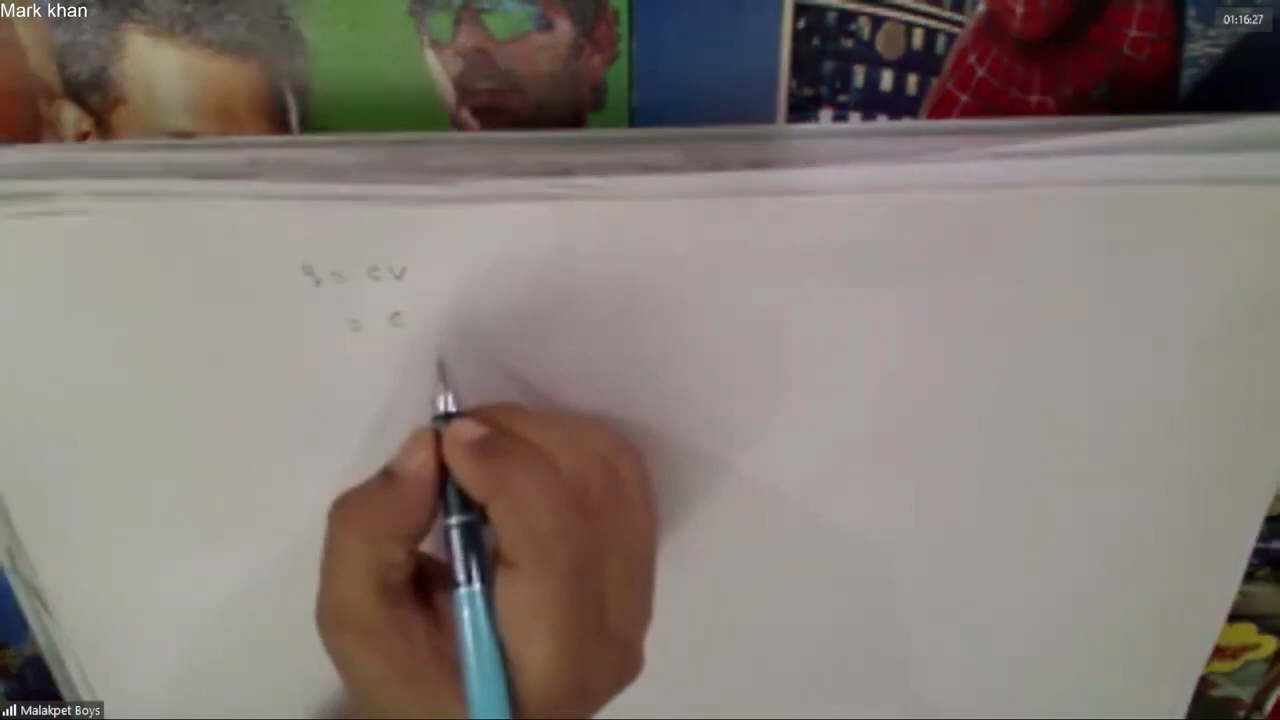 Mark khan
01:16:27
q = cv
= c
Malakpet Boys